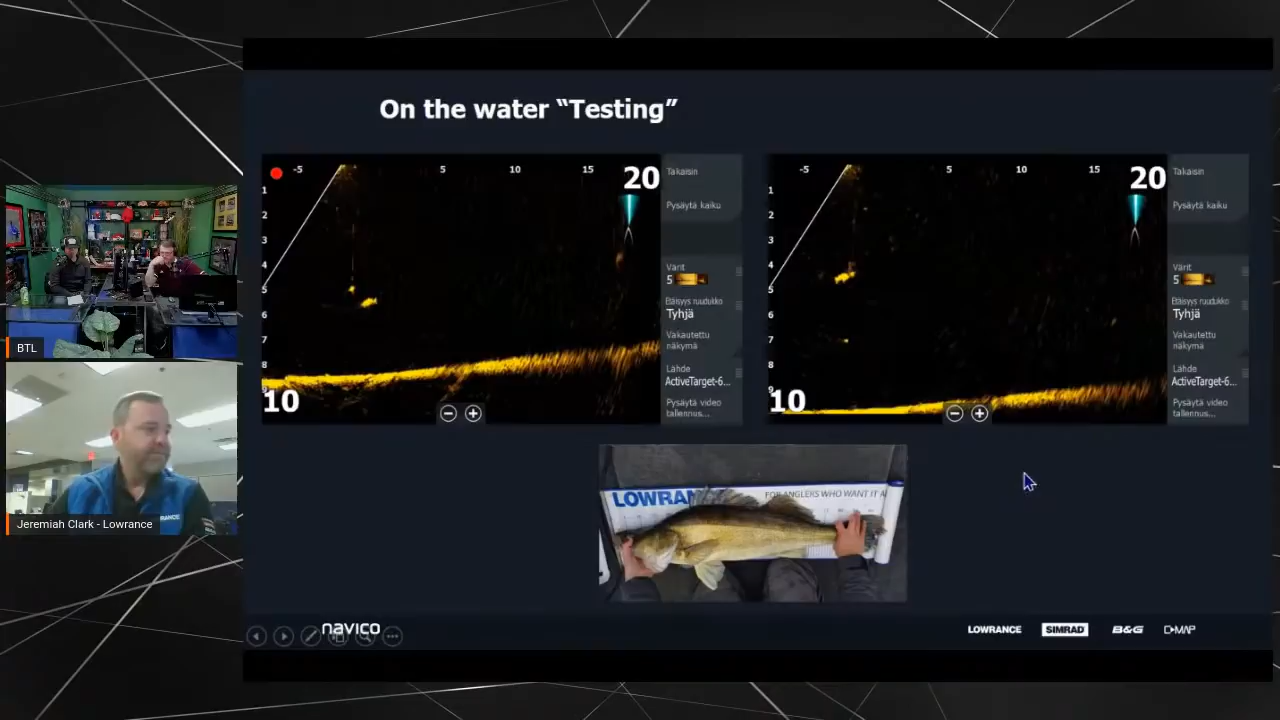 On the water “Testing”
-5
5
10
15
20
1
2
3
4
5
6
7
8
9
10
Takaisin
Pysäytä kaiku
Värit
5
Etäisyys ruudukko
Tyhjä
Vakautettu
näkymä
Lähde
ActiveTarget-6...
Pysäytä video
tallennus...
-5
5
10
15
20
1
2
3
4
5
6
7
8
9
10
Takaisin
Pysäytä kaiku
Värit
5
Etäisyys ruudukko
Tyhjä
Vakautettu
näkymä
Lähde
ActiveTarget-6...
Pysäytä video
tallennus...
BTL
Jeremiah Clark - Lowrance
LOWRAN
FOR ANGLERS WHO WANT IT A
navico
LOWRANCE
SIMRAD
B&G
C-MAP